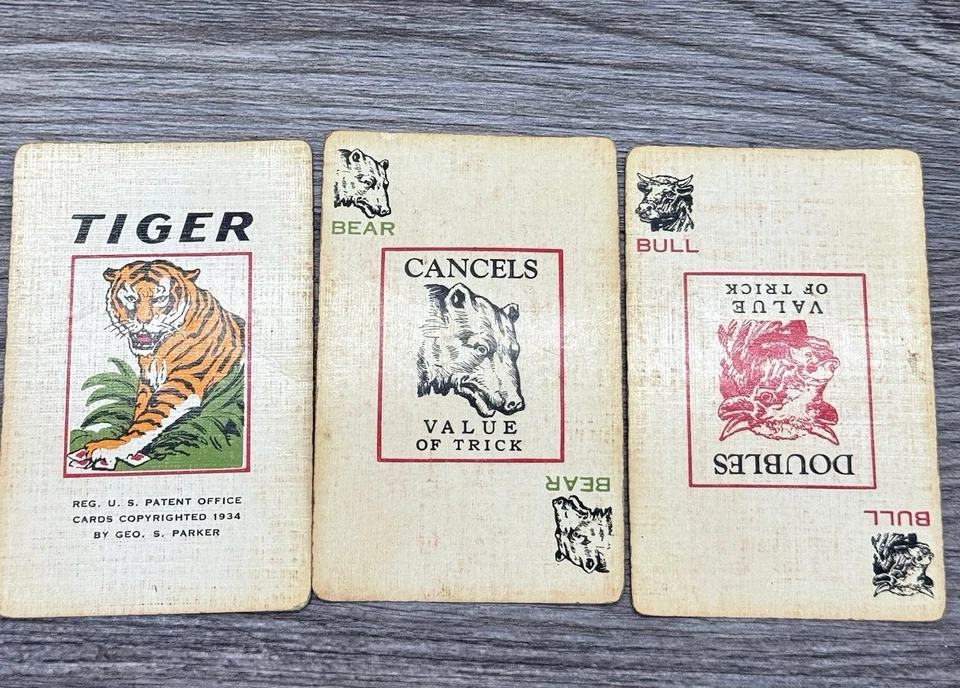 TIGER
REG. U. S. PATENT OFFICE
CARDS COPYRIGHTED 1934
BY GEO. S. PARKER
BEAR
CANCELS
VALUE
OF TRICK
BEAR
BULL
DOUBLES
VALUE
OF TRICK
BULL